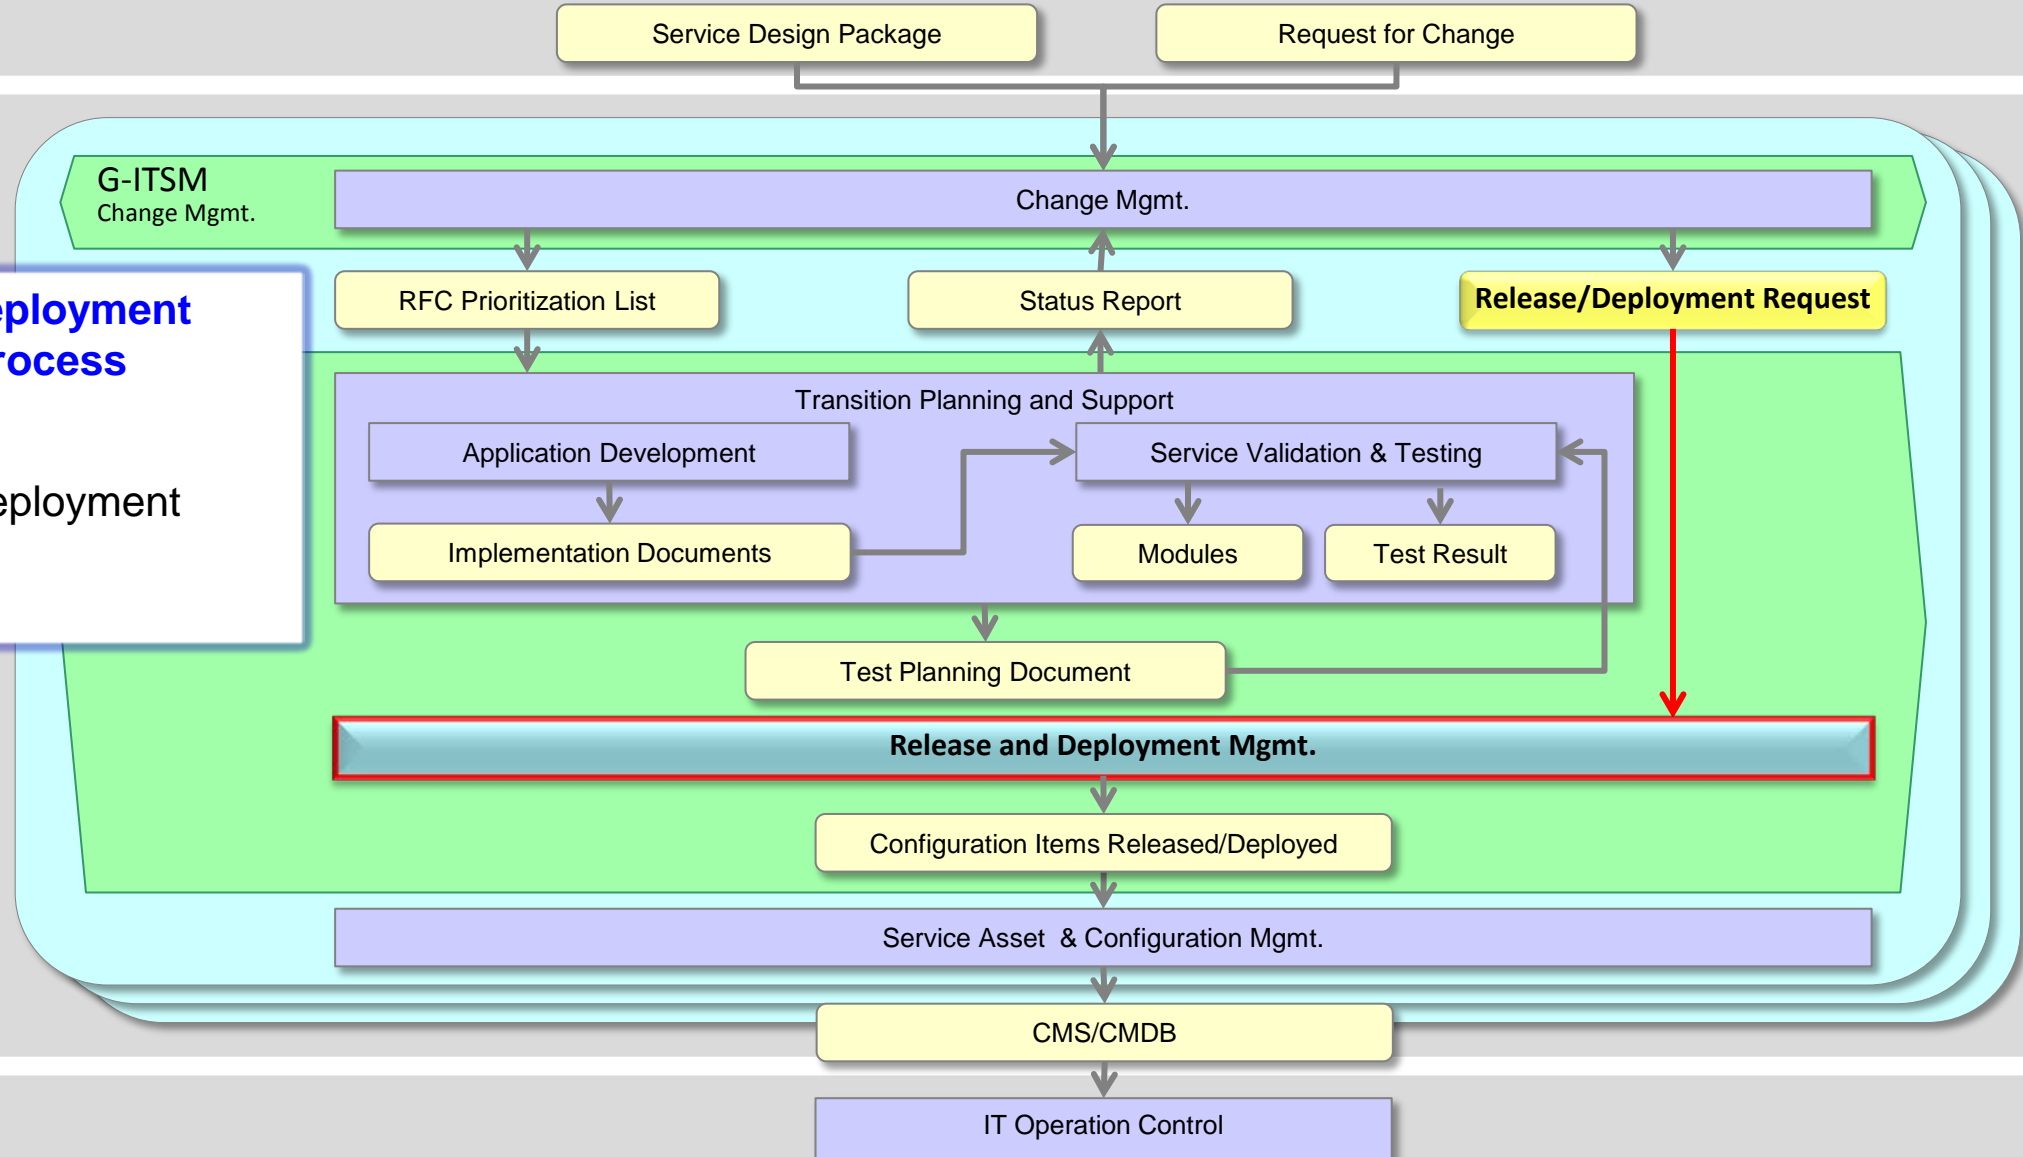 Service Design Package
Request for Change
G-ITSM
Change Mgmt.
Change Mgmt.
RFC Prioritization List
Status Report
Release/Deployment Request
eployment
rocess
eployment
Transition Planning and Support
Application Development
Service Validation & Testing
Implementation Documents
Modules
Test Result
Test Planning Document
Release and Deployment Mgmt.
Configuration Items Released/Deployed
Service Asset & Configuration Mgmt.
CMS/CMDB
IT Operation Control